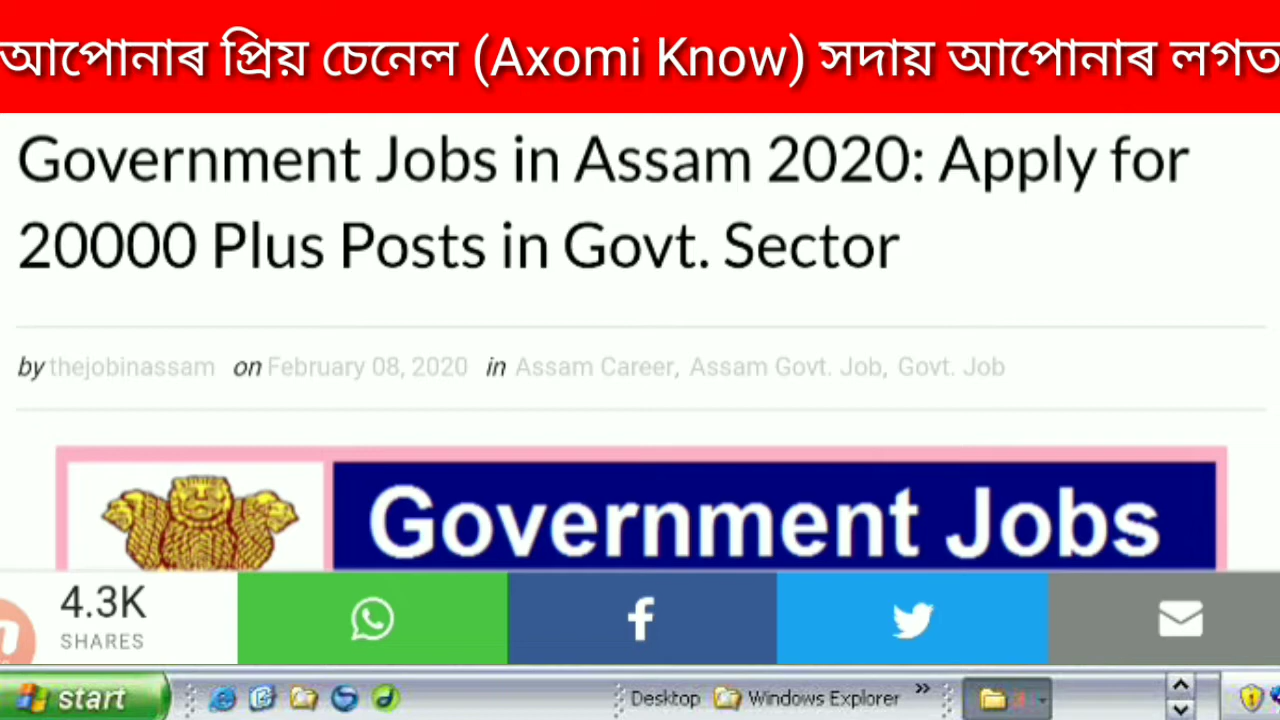 আপোনাৰ প্ৰিয় চেনেল (Axomi Know) সদায় আপোনাৰ লগত
Government Jobs in Assam 2020: Apply for
20000 Plus Posts in Govt. Sector
by thejobinassam on February 08, 2020 in Assam Career, Assam Govt. Job, Govt. Job
Government Jobs
4.3K
SHARES
start Desktop Windows Explorer